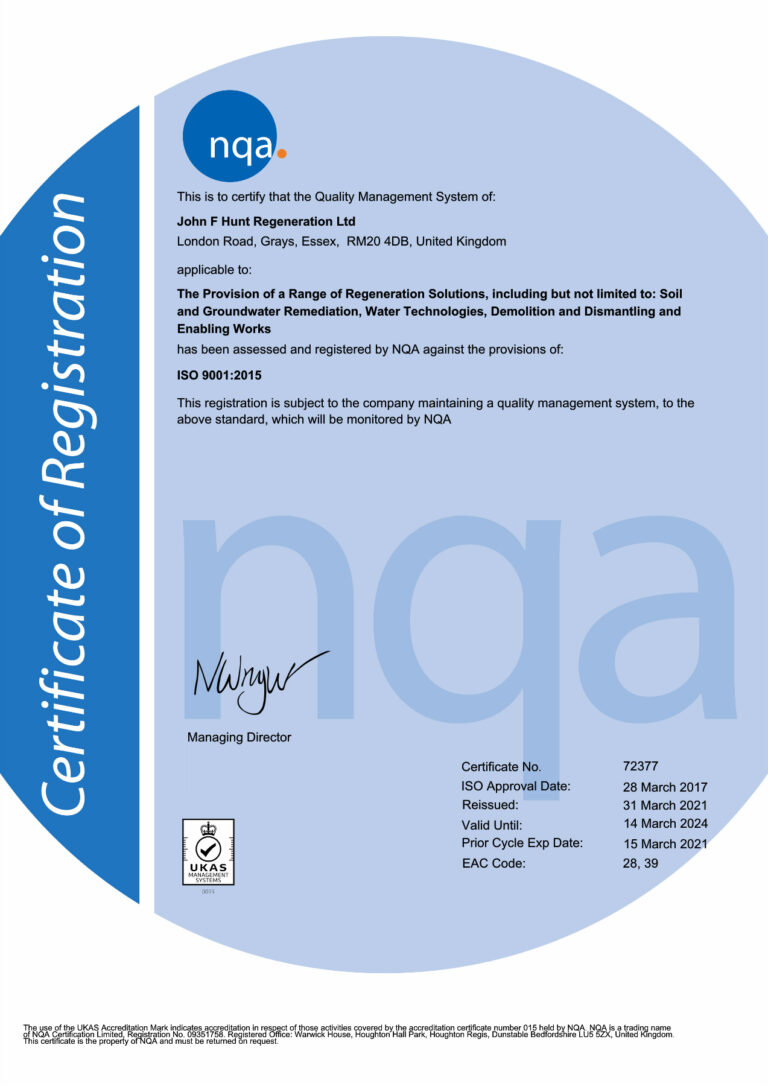 Certificate of Registration
nqa.
This is to certify that the Quality Management System of:
John F Hunt Regeneration Ltd
London Road, Grays, Essex, RM20 4DB, United Kingdom
applicable to:
The Provision of a Range of Regeneration Solutions, including but not limited to: Soil
and Groundwater Remediation, Water Technologies, Demolition and Dismantling and
Enabling Works
has been assessed and registered by NQA against the provisions of:
ISO 9001:2015
This registration is subject to the company maintaining a quality management system, to the
above standard, which will be monitored by NQA
nqa
Managing Director
Certificate No. 72377
ISO Approval Date: 28 March 2017
Reissued: 31 March 2021
Valid Until: 14 March 2024
Prior Cycle Exp Date: 15 March 2021
EAC Code: 28, 39
UKAS
MANAGEMENT
SYSTEMS
0015
The use of the UKAS Accreditation Mark indicates accreditation in respect of those activities covered by the accreditation certificate number 015 held by NQA. NQA is a trading name
of NQA Certification Limited, Registration No. 09351758. Registered Office: Warwick House, Houghton Hall Park, Houghton Regis, Dunstable Bedfordshire LU5 5ZX, United Kingdom.
This certificate is the property of NQA and must be returned on request.